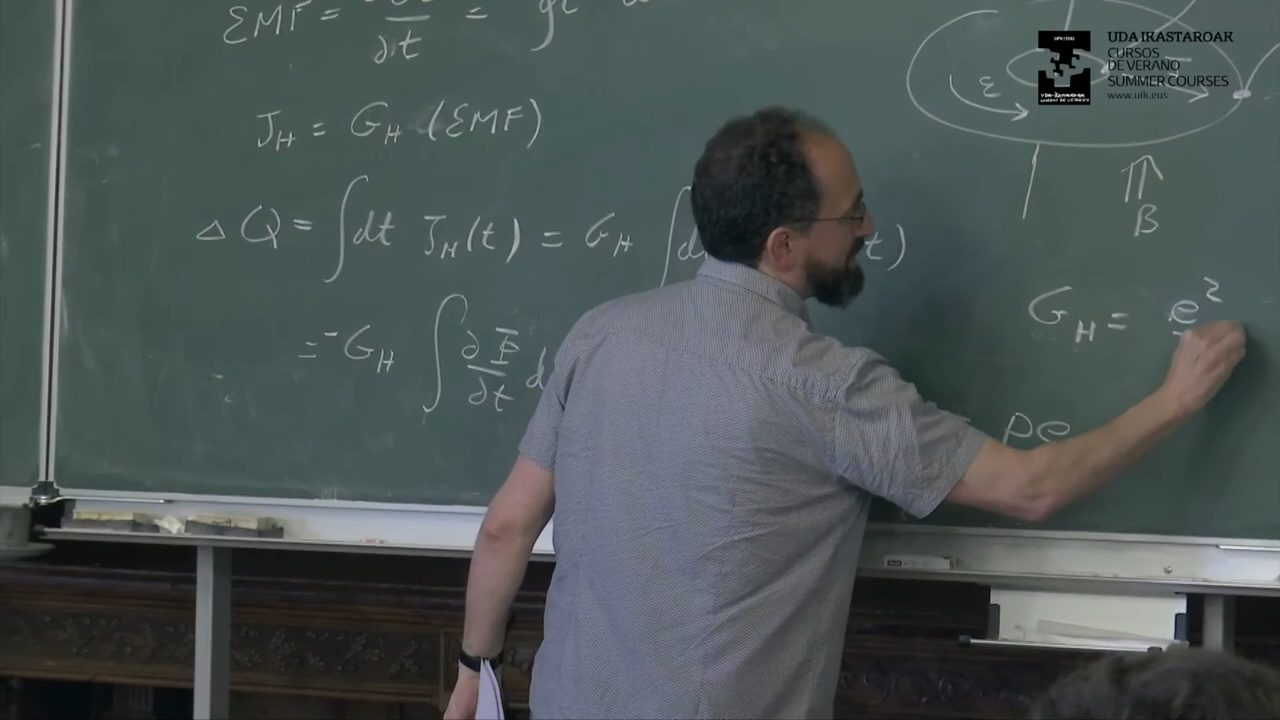 EMF = - ∂Φ/∂t =
J_H = G_H (EMF)
ΔQ = ∫ dt J_H(t) = G_H ∫ d t)
= - G_H ∫ ∂Φ/∂t d
ε
B
G_H = e²
pe
UDA IKASTAROAK
CURSOS
DE VERANO
SUMMER COURSES
www.uik.eus